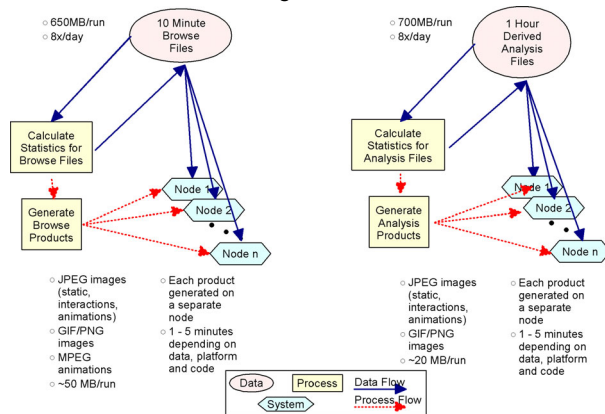 ○ 650MB/run
○ 8x/day
10 Minute
Browse
Files
Calculate
Statistics for
Browse Files
Generate
Browse
Products
Node 1
Node 2
Node n
○ JPEG images
(static,
interactions,
animations)
○ GIF/PNG
images
○ MPEG
animations
○ ~50 MB/run
○ Each product
generated on
a separate
node
○ 1 - 5 minutes
depending on
data, platform
and code
○ 700MB/run
○ 8x/day
1 Hour
Derived
Analysis
Files
Calculate
Statistics for
Analysis Files
Generate
Analysis
Products
Node 1
Node 2
Node n
○ JPEG images
(static,
interactions,
animations)
○ GIF/PNG
images
○ ~20 MB/run
○ Each product
generated on
a separate
node
○ 1 - 5 minutes
depending on
data, platform
and code
Data
Process
Data Flow
System
Process Flow